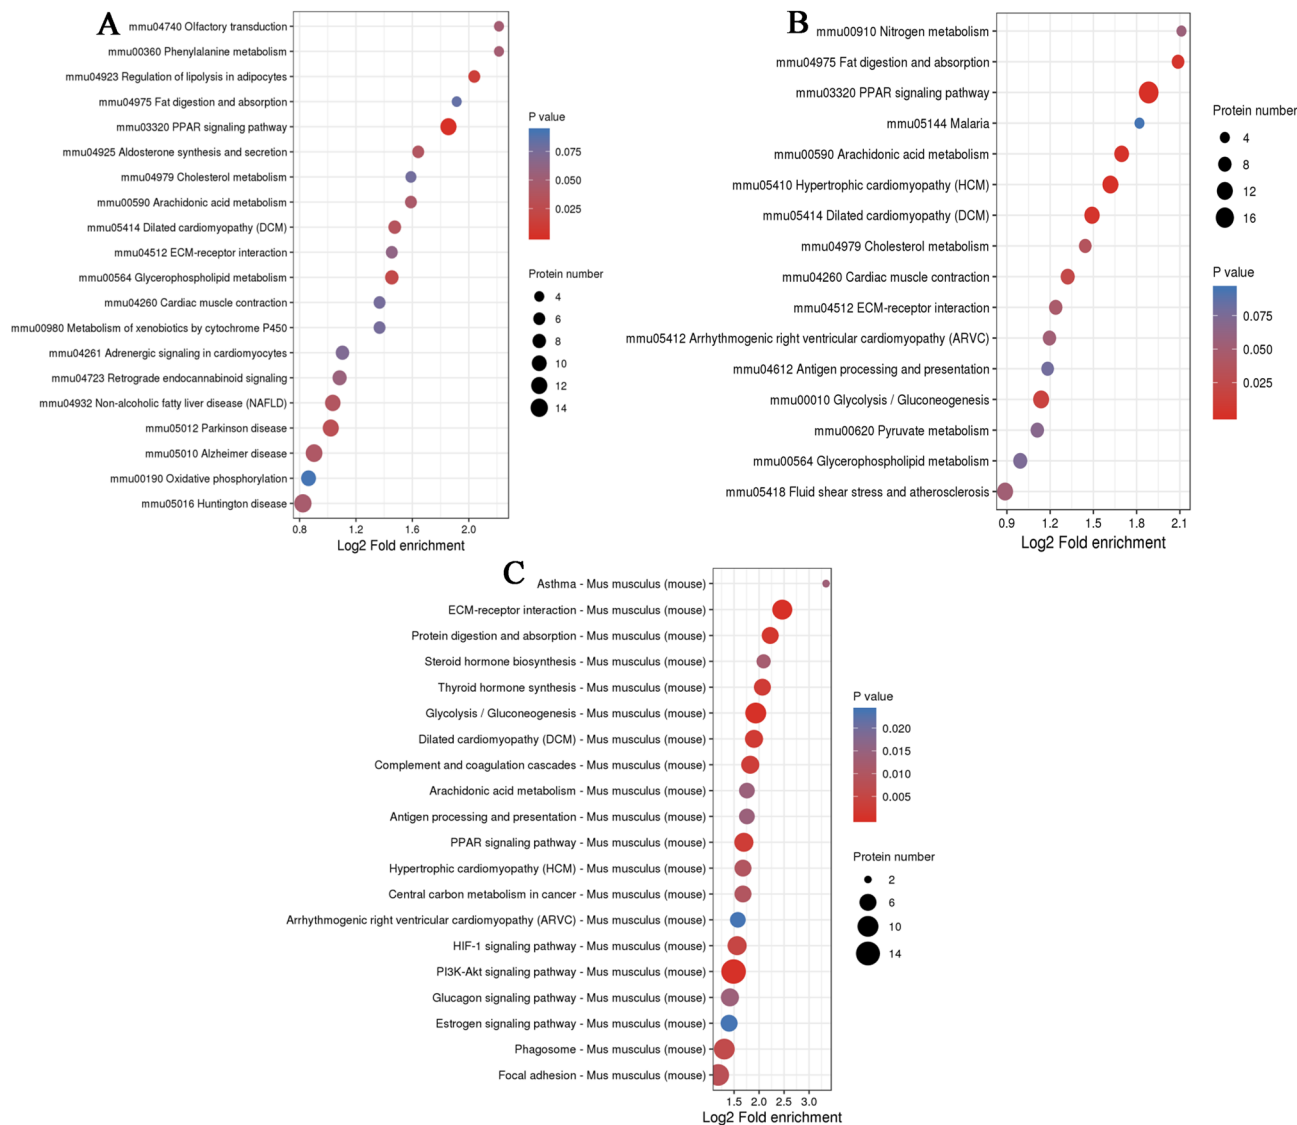 A
mmu04740 Olfactory transduction
mmu00360 Phenylalanine metabolism
mmu04923 Regulation of lipolysis in adipocytes
mmu04975 Fat digestion and absorption
mmu03320 PPAR signaling pathway
mmu04925 Aldosterone synthesis and secretion
mmu04979 Cholesterol metabolism
mmu00590 Arachidonic acid metabolism
mmu05414 Dilated cardiomyopathy (DCM)
mmu04512 ECM-receptor interaction
mmu00564 Glycerophospholipid metabolism
mmu04260 Cardiac muscle contraction
mmu00980 Metabolism of xenobiotics by cytochrome P450
mmu04261 Adrenergic signaling in cardiomyocytes
mmu04723 Retrograde endocannabinoid signaling
mmu04932 Non-alcoholic fatty liver disease (NAFLD)
mmu05012 Parkinson disease
mmu05010 Alzheimer disease
mmu00190 Oxidative phosphorylation
mmu05016 Huntington disease
0.8 1.2 1.6 2.0
Log2 Fold enrichment
P value
0.075
0.050
0.025
Protein number
4
6
8
10
12
14
B
mmu00910 Nitrogen metabolism
mmu04975 Fat digestion and absorption
mmu03320 PPAR signaling pathway
mmu05144 Malaria
mmu00590 Arachidonic acid metabolism
mmu05410 Hypertrophic cardiomyopathy (HCM)
mmu05414 Dilated cardiomyopathy (DCM)
mmu04979 Cholesterol metabolism
mmu04260 Cardiac muscle contraction
mmu04512 ECM-receptor interaction
mmu05412 Arrhythmogenic right ventricular cardiomyopathy (ARVC)
mmu04612 Antigen processing and presentation
mmu00010 Glycolysis / Gluconeogenesis
mmu00620 Pyruvate metabolism
mmu00564 Glycerophospholipid metabolism
mmu05418 Fluid shear stress and atherosclerosis
0.9 1.2 1.5 1.8 2.1
Log2 Fold enrichment
Protein number
4
8
12
16
P value
0.075
0.050
0.025
C
Asthma - Mus musculus (mouse)
ECM-receptor interaction - Mus musculus (mouse)
Protein digestion and absorption - Mus musculus (mouse)
Steroid hormone biosynthesis - Mus musculus (mouse)
Thyroid hormone synthesis - Mus musculus (mouse)
Glycolysis / Gluconeogenesis - Mus musculus (mouse)
Dilated cardiomyopathy (DCM) - Mus musculus (mouse)
Complement and coagulation cascades - Mus musculus (mouse)
Arachidonic acid metabolism - Mus musculus (mouse)
Antigen processing and presentation - Mus musculus (mouse)
PPAR signaling pathway - Mus musculus (mouse)
Hypertrophic cardiomyopathy (HCM) - Mus musculus (mouse)
Central carbon metabolism in cancer - Mus musculus (mouse)
Arrhythmogenic right ventricular cardiomyopathy (ARVC) - Mus musculus (mouse)
HIF-1 signaling pathway - Mus musculus (mouse)
PI3K-Akt signaling pathway - Mus musculus (mouse)
Glucagon signaling pathway - Mus musculus (mouse)
Estrogen signaling pathway - Mus musculus (mouse)
Phagosome - Mus musculus (mouse)
Focal adhesion - Mus musculus (mouse)
1.5 2.0 2.5 3.0
Log2 Fold enrichment
P value
0.020
0.015
0.010
0.005
Protein number
2
6
10
14